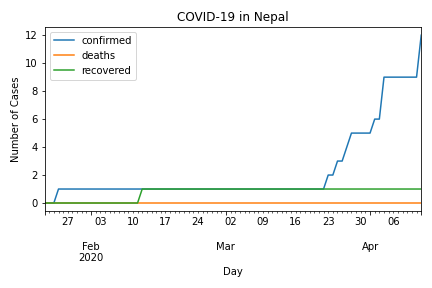 COVID-19 in Nepal
confirmed
deaths
recovered
Number of Cases
12
10
8
6
4
2
0
27 03 10 17 24 02 09 16 23 30 06
Feb Mar Apr
2020
Day